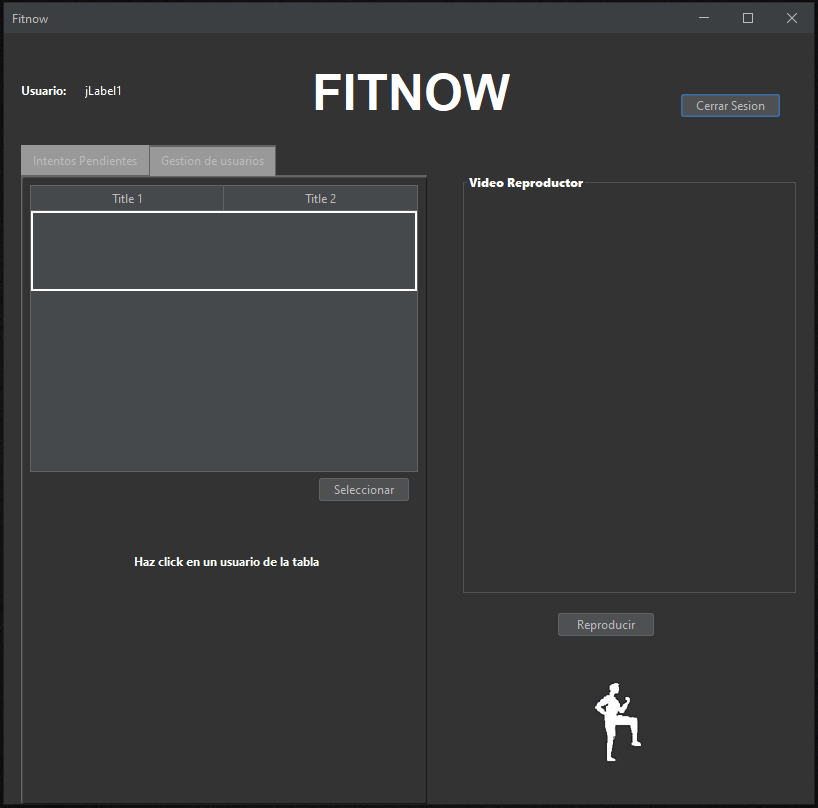 Fitnow
Usuario: jLabel1
FITNOW
Cerrar Sesion
Intentos Pendientes Gestion de usuarios
Title 1 Title 2
Seleccionar
Haz click en un usuario de la tabla
Video Reproductor
Reproducir